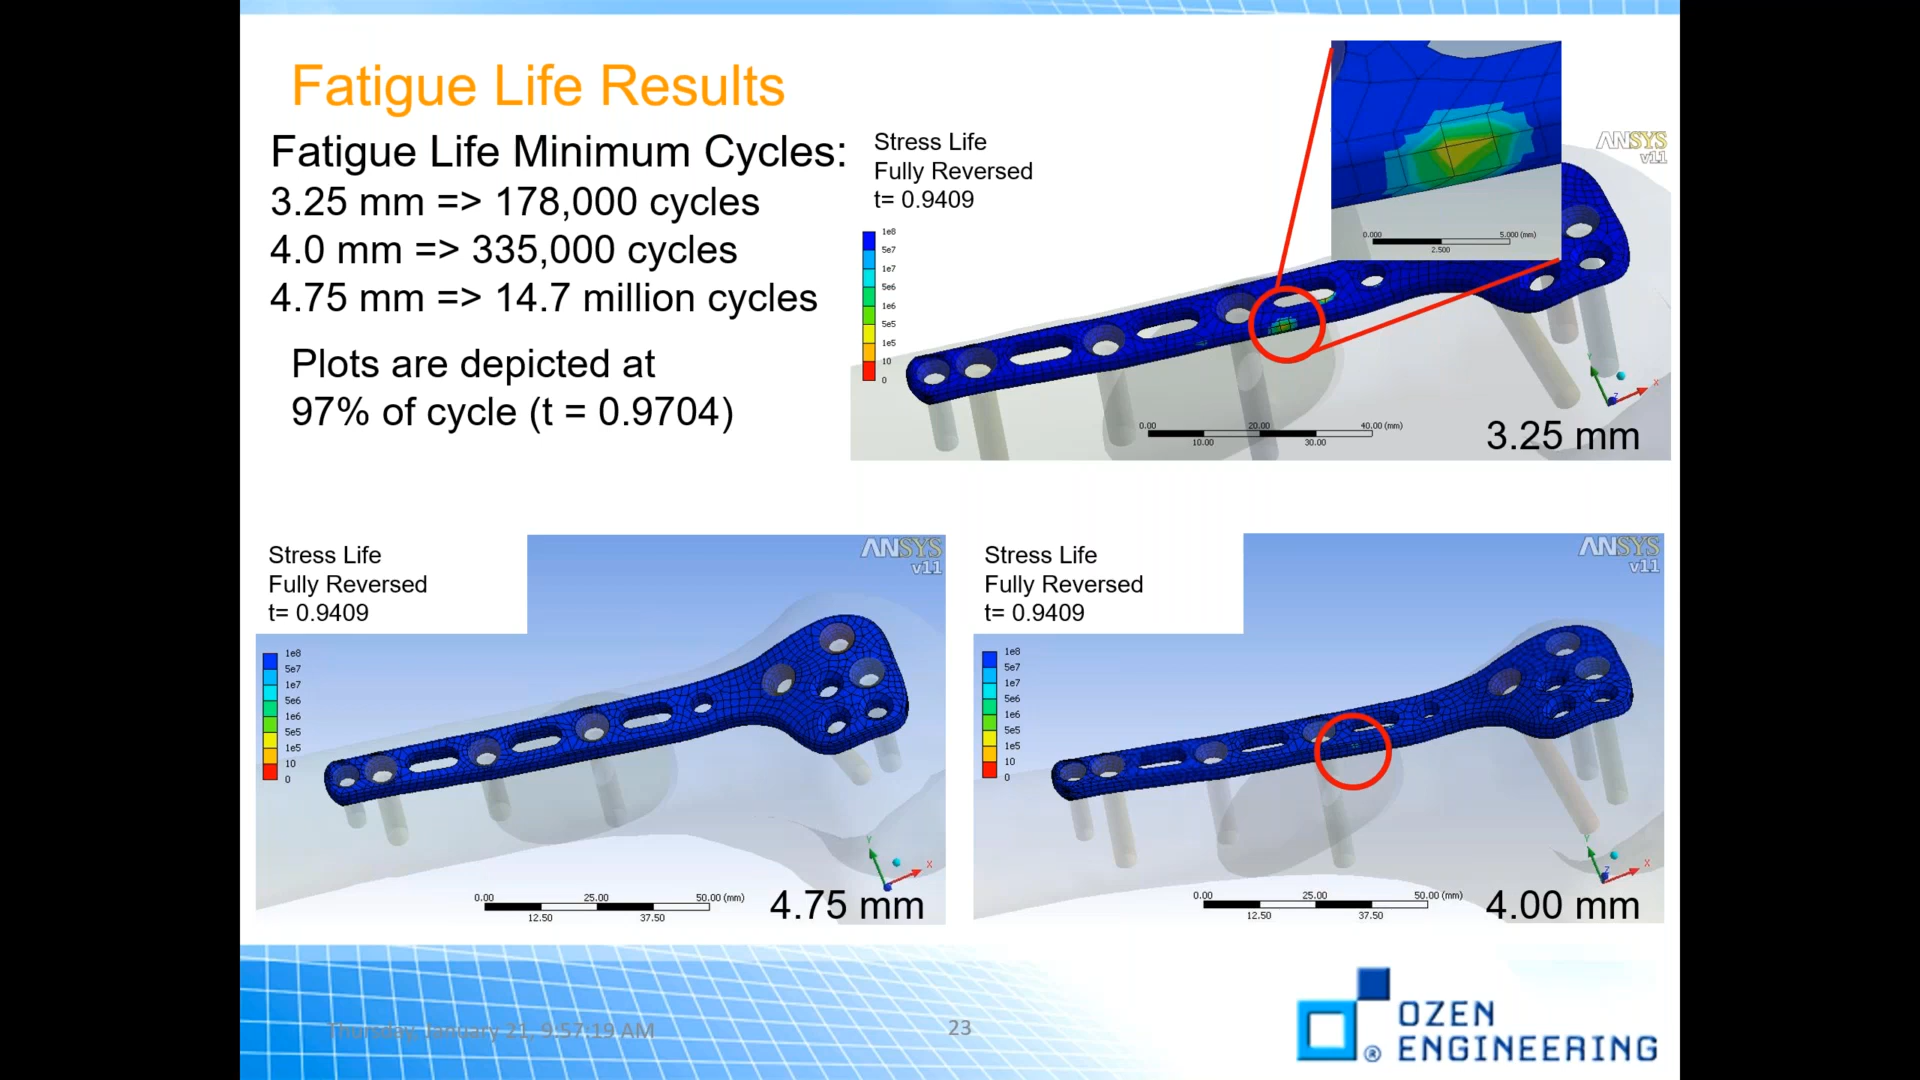 Fatigue Life Results
Fatigue Life Minimum Cycles:
3.25 mm => 178,000 cycles
4.0 mm => 335,000 cycles
4.75 mm => 14.7 million cycles
Plots are depicted at
97% of cycle (t = 0.9704)
Stress Life
Fully Reversed
t= 0.9409
1e8
5e7
1e7
5e6
1e6
5e5
1e5
10
0
0.000 5.000 (mm)
2.500
ANSYS
v11
Y
X
Z
0.00 20.00 40.00 (mm)
10.00 30.00
3.25 mm
Stress Life
Fully Reversed
t= 0.9409
ANSYS
v11
1e8
5e7
1e7
5e6
1e6
5e5
1e5
10
0
Y
X
0.00 25.00 50.00 (mm)
12.50 37.50
4.75 mm
Stress Life
Fully Reversed
t= 0.9409
ANSYS
v11
1e8
5e7
1e7
5e6
1e6
5e5
1e5
10
0
Y
X
Z
0.00 25.00 50.00 (mm)
12.50 37.50
4.00 mm
Thursday, January 21, 9:57:19 AM
23
OZEN
® ENGINEERING